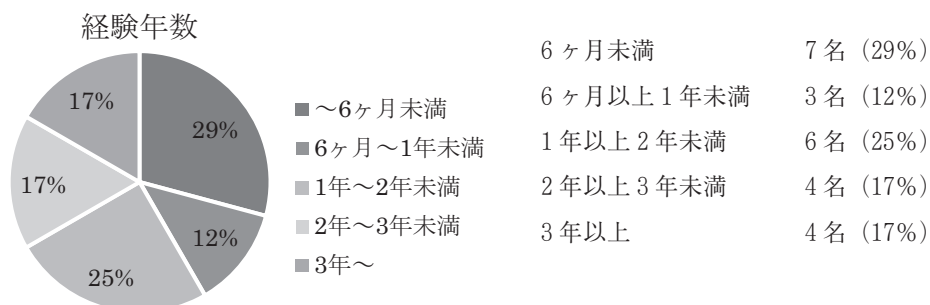 経験年数
29%
12%
25%
17%
17%
～6ヶ月未満
6ヶ月～1年未満
1年～2年未満
2年～3年未満
3年～
6ヶ月未満 7名（29%）
6ヶ月以上1年未満 3名（12%）
1年以上2年未満 6名（25%）
2年以上3年未満 4名（17%）
3年以上 4名（17%）